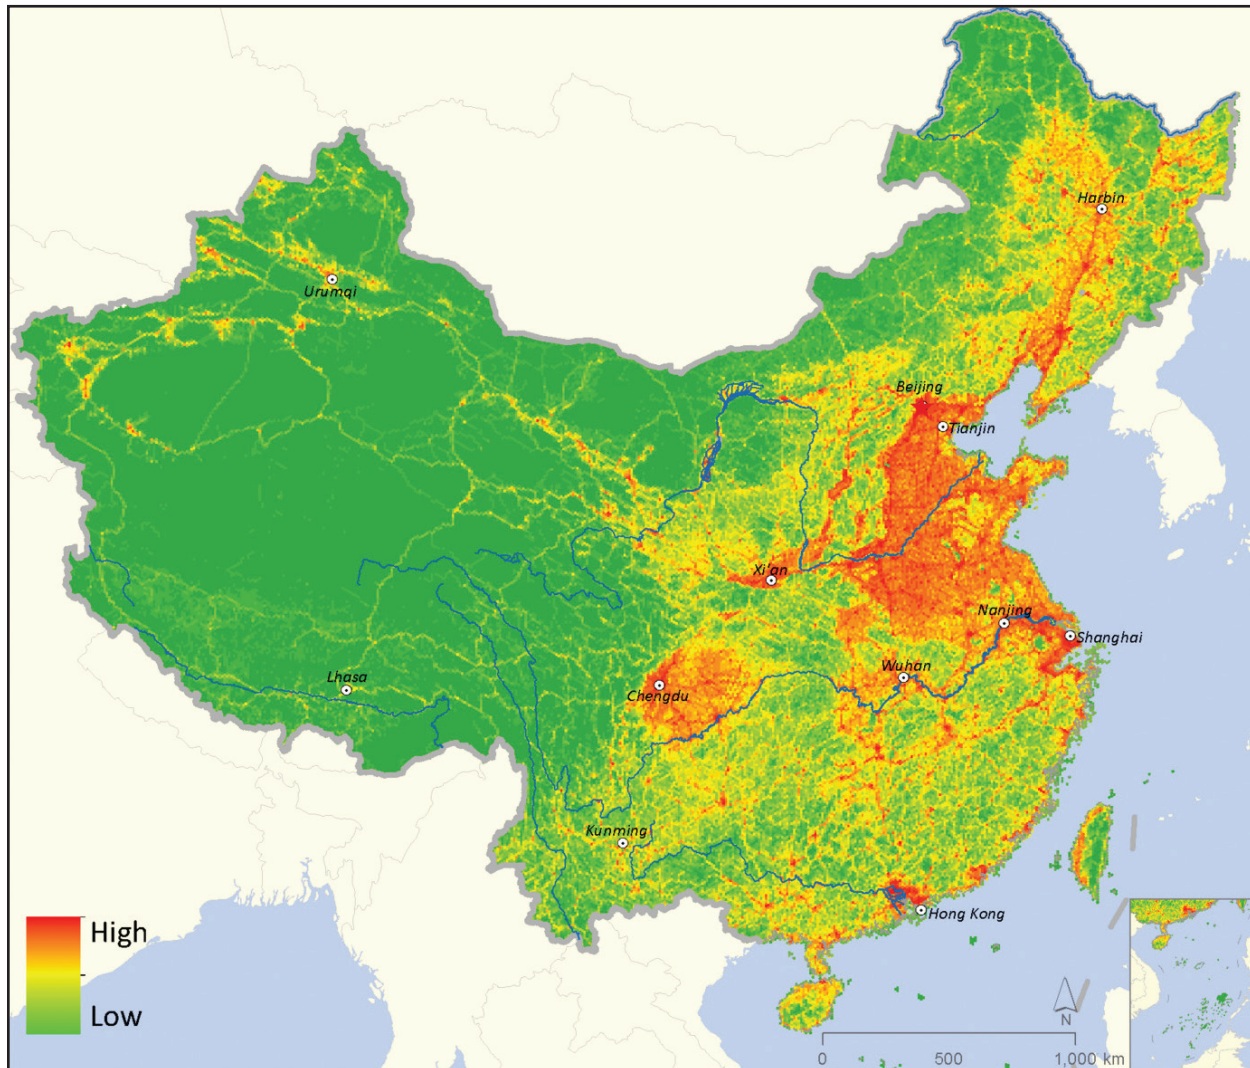 Harbin
Urumqi
Beijing
Tianjin
Xi'an
Nanjing
Shanghai
Wuhan
Lhasa
Chengdu
Kunming
Hong Kong
High
Low
N
0 500 1,000 km